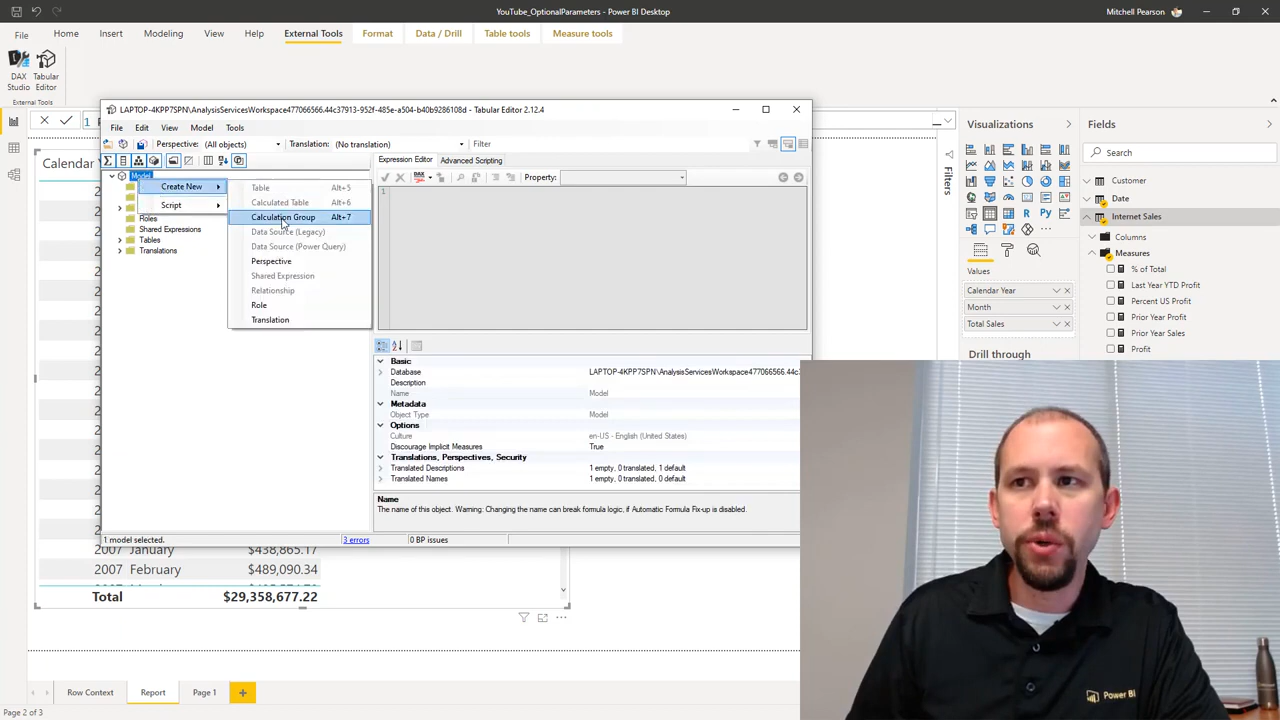 YouTube_OptionalParameters - Power BI Desktop
Mitchell Pearson
File
Home
Insert
Modeling
View
Help
External Tools
Format
Data / Drill
Table tools
Measure tools
DAX
Studio
Tabular
Editor
External Tools
LAPTOP-4KPP7SPN\AnalysisServicesWorkspace477066566.44c37913-952f-485e-a504-b40b9286108d - Tabular Editor 2.12.4
File
Edit
View
Model
Tools
Perspective: (All objects)
Translation: (No translation)
Filter
Model
Create New
Script
Roles
Shared Expressions
Tables
Translations
Table Alt+5
Calculated Table Alt+6
Calculation Group Alt+7
Data Source (Legacy)
Data Source (Power Query)
Perspective
Shared Expression
Relationship
Role
Translation
Expression Editor
Advanced Scripting
Property:
1
Basic
Database LAPTOP-4KPP7SPN\AnalysisServicesWorkspace477066566.44c3
Description
Name Model
Metadata
Object Type Model
Options
Culture en-US - English (United States)
Discourage Implicit Measures True
Translations, Perspectives, Security
Translated Descriptions 1 empty, 0 translated, 1 default
Translated Names 1 empty, 0 translated, 0 default
Name
The name of this object. Warning: Changing the name can break formula logic, if Automatic Formula Fix-up is disabled.
1 model selected.
3 errors
0 BP issues
1
Calendar
2007 January $438,865.17
2007 February $489,090.34
Total $29,358,677.22
Filters
Visualizations
Values
Calendar Year
Month
Total Sales
Drill through
Fields
Search
Customer
Date
Internet Sales
Columns
Measures
% of Total
Last Year YTD Profit
Percent US Profit
Prior Year Profit
Prior Year Sales
Profit
Row Context
Report
Page 1
Page 2 of 3
Power BI